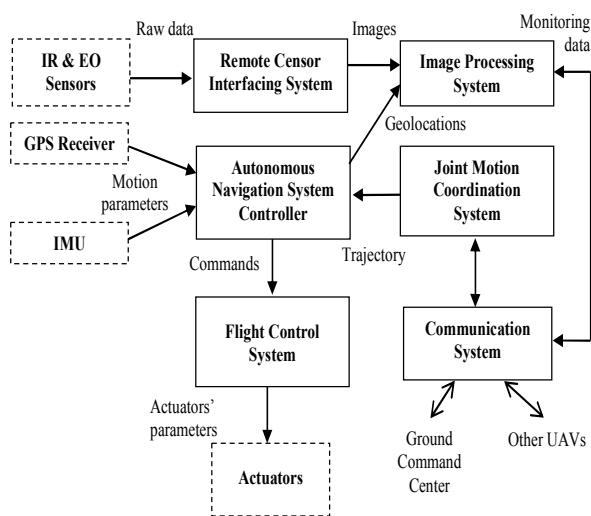 Raw data
Images
Monitoring
data
IR & EO
Sensors
Remote Censor
Interfacing System
Image Processing
System
Geolocations
GPS Receiver
Motion
parameters
Autonomous
Navigation System
Controller
Joint Motion
Coordination
System
IMU
Commands
Trajectory
Flight Control
System
Communication
System
Actuators'
parameters
Ground
Command
Center
Other UAVs
Actuators